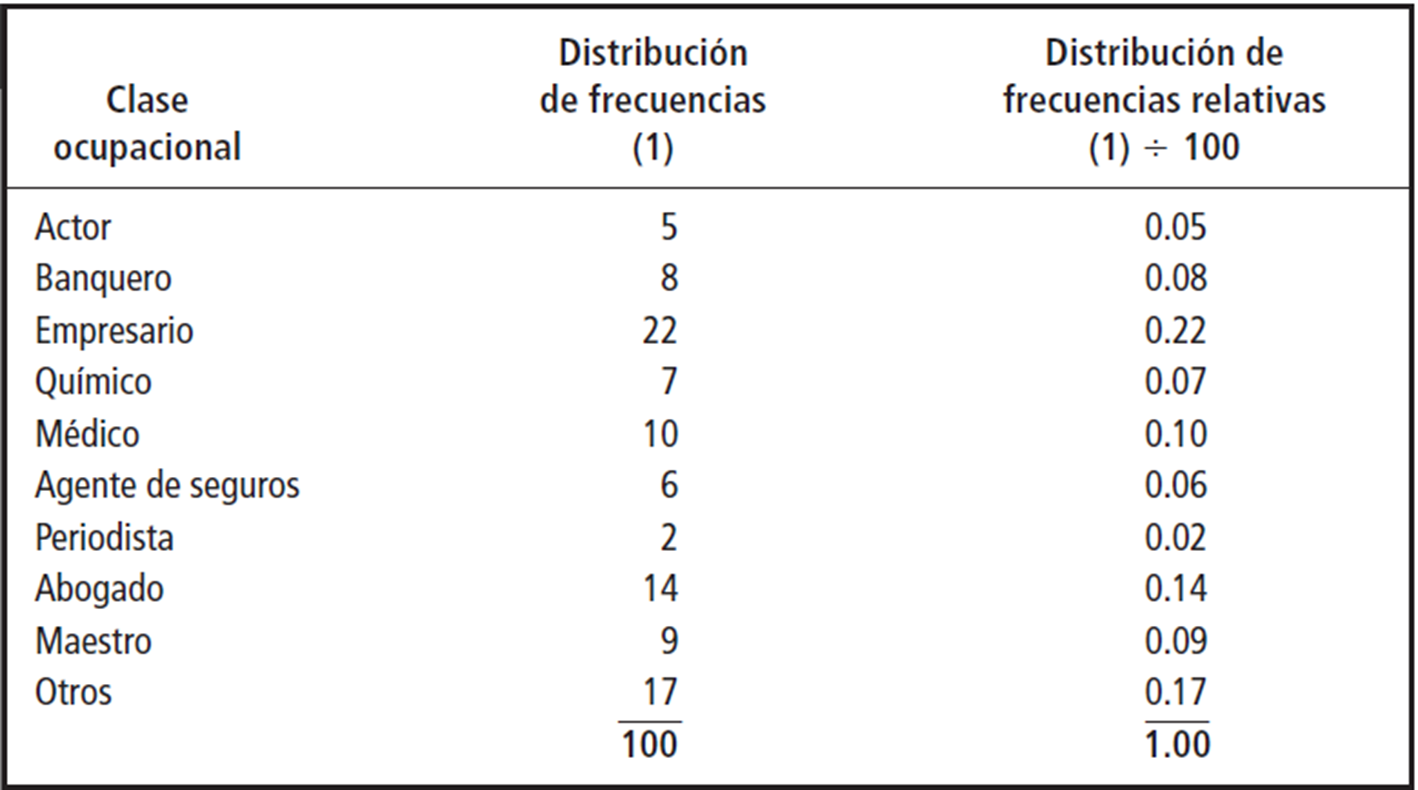 Clase
ocupacional
Distribución
de frecuencias
(1)
Distribución de
frecuencias relativas
(1) ÷ 100
Actor 5 0.05
Banquero 8 0.08
Empresario 22 0.22
Químico 7 0.07
Médico 10 0.10
Agente de seguros 6 0.06
Periodista 2 0.02
Abogado 14 0.14
Maestro 9 0.09
Otros 17 0.17
100 1.00